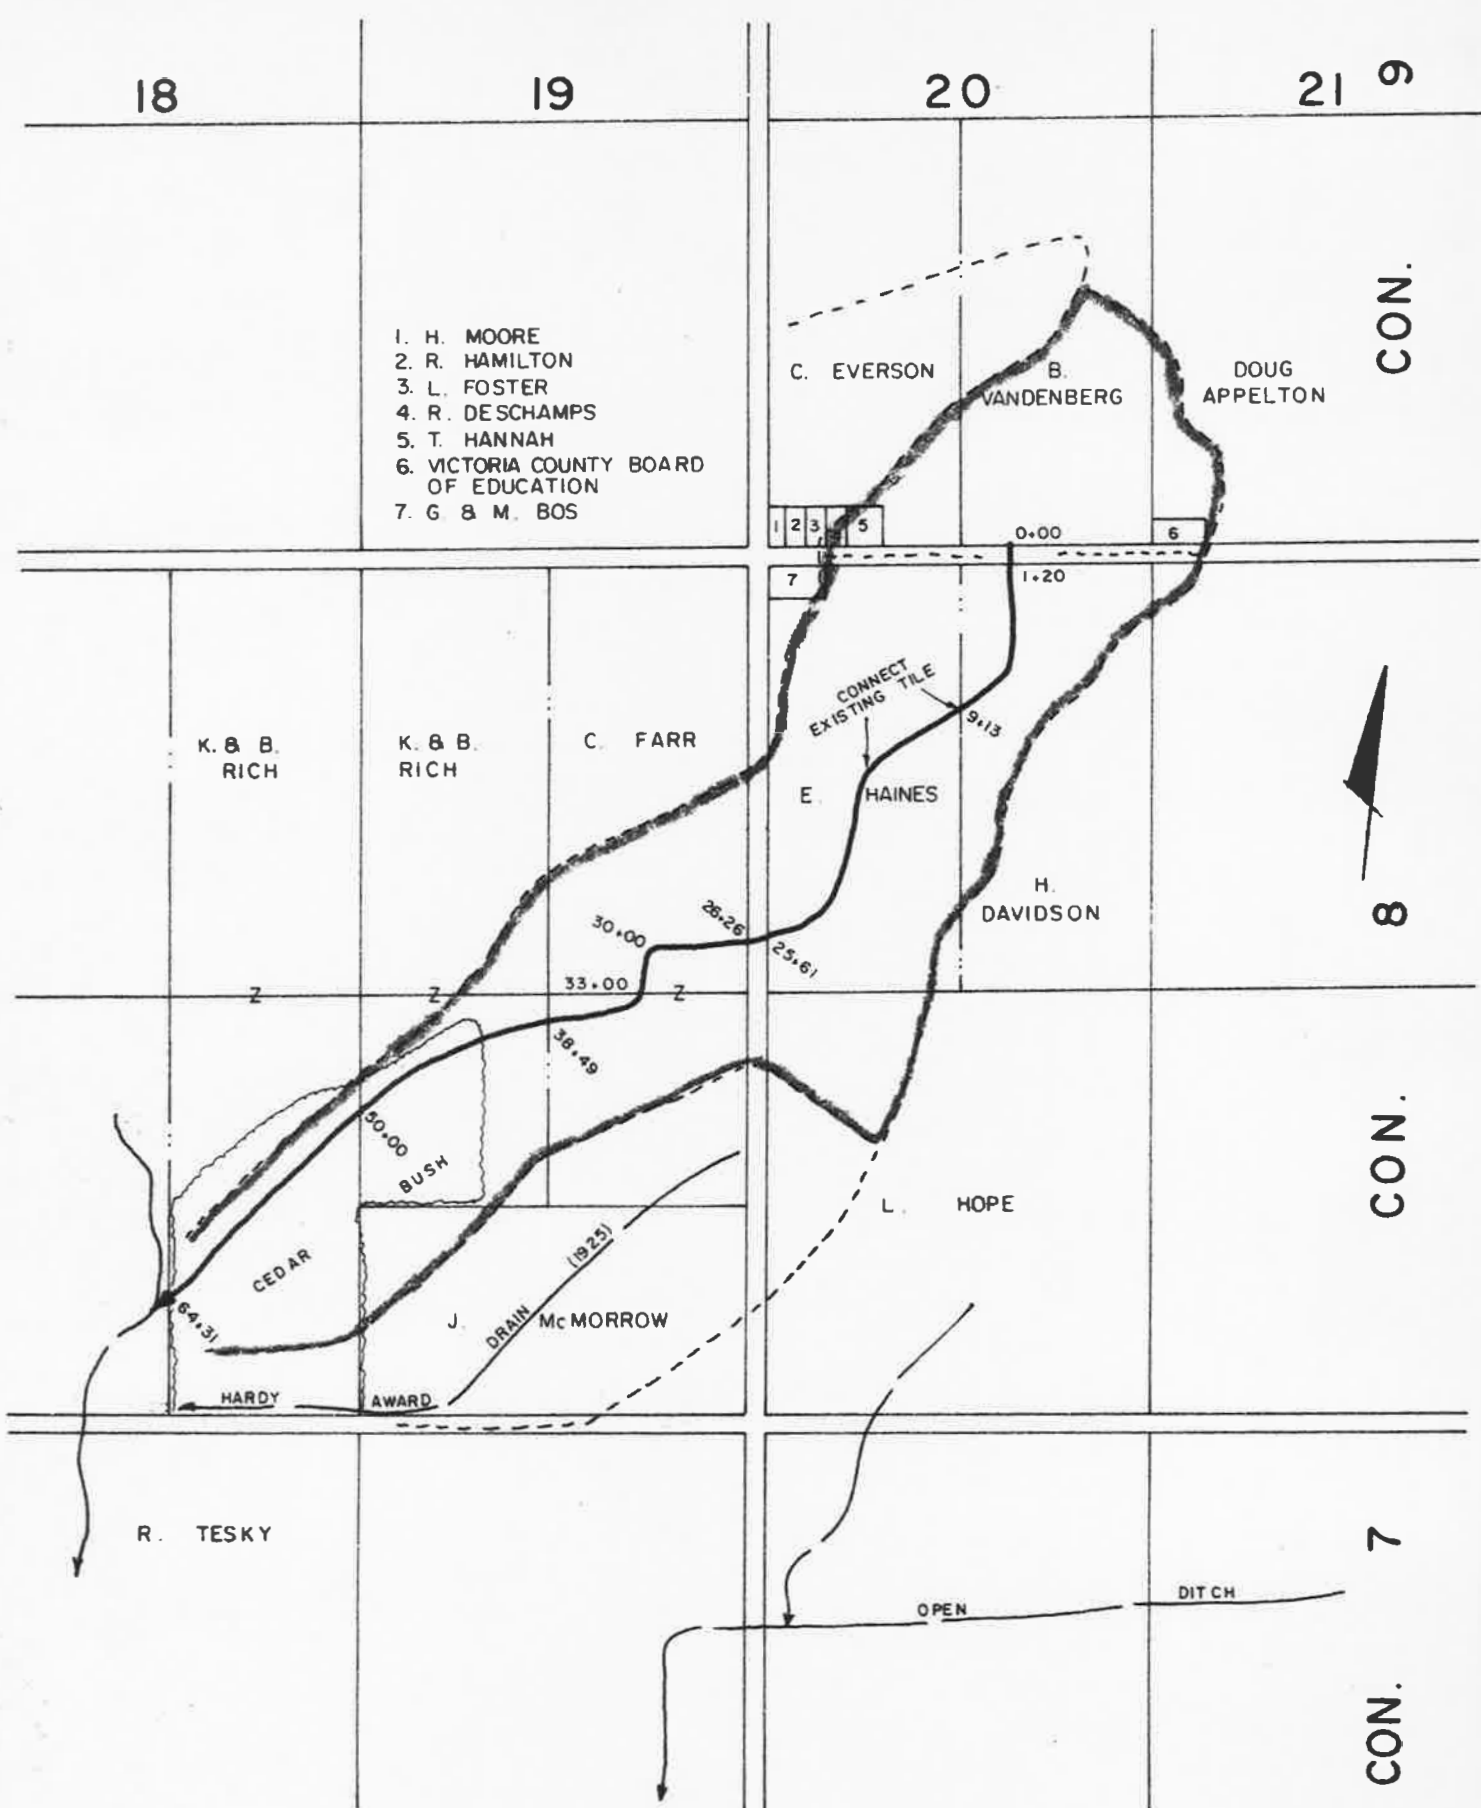 18
19
20
21
9
CON.
1. H. MOORE
2. R. HAMILTON
3. L. FOSTER
4. R. DESCHAMPS
5. T. HANNAH
6. VICTORIA COUNTY BOARD
OF EDUCATION
7. G. & M. BOS
C. EVERSON
B.
VANDENBERG
DOUG
APPELTON
1 2 3 5
6
7
0+00
1+20
CONNECT
EXISTING TILE
9+13
K. & B.
RICH
K. & B.
RICH
C. FARR
E. HAINES
H.
DAVIDSON
8
CON.
30+00
26+26
25+61
33+00
Z
Z
Z
38+49
50+00
BUSH
CEDAR
64+31
L. HOPE
J. McMORROW
DRAIN (1925)
HARDY AWARD
R. TESKY
7
CON.
OPEN DITCH